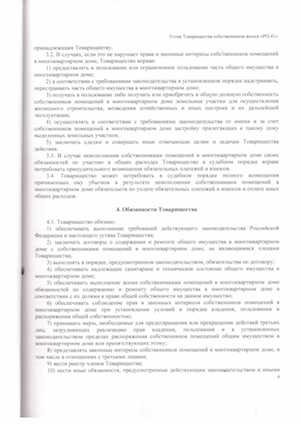 Устав Товарищества собственников жилья
принадлежащим Товариществу.
3.2. В случаях, если это не нарушает права и законные интересы собственников помещений
в многоквартирном доме, Товарищество вправе:
1) предоставлять в пользование или ограниченное пользование часть общего имущества в
многоквартирном доме;
2) в соответствии с требованиями законодательства в установленном порядке надстраивать,
перестраивать часть общего имущества в многоквартирном доме;
3) получать в пользование либо получать или приобретать в общую долевую собственность
собственников помещений в многоквартирном доме земельные участки для осуществления
жилищного строительства, возведения хозяйственных и иных построек и их дальнейшей
эксплуатации;
4) осуществлять в соответствии с требованиями законодательства от имени и за счет
собственников помещений в многоквартирном доме застройку прилегающих к такому дому
выделенных земельных участков;
5) заключать сделки и совершать иные отвечающие целям и задачам Товарищества
действия.
3.3. В случае неисполнения собственниками помещений в многоквартирном доме своих
обязанностей по участию в общих расходах Товарищество в судебном порядке вправе
потребовать принудительного возмещения обязательных платежей и взносов.
3.4. Товарищество может потребовать в судебном порядке полного возмещения
причиненных ему убытков в результате неисполнения собственниками помещений в
многоквартирном доме обязательств по уплате обязательных платежей и взносов и оплате иных
общих расходов.
4. Обязанности Товарищества
4.1. Товарищество обязано:
1) обеспечивать выполнение требований действующего законодательства Российской
Федерации и настоящего устава Товарищества;
2) заключать договоры о содержании и ремонте общего имущества в многоквартирном
доме с собственниками помещений в многоквартирном доме, не являющимися членами
Товарищества;
3) выполнять в порядке, предусмотренном законодательством, обязательства по договору;
4) обеспечивать надлежащее санитарное и техническое состояние общего имущества в
многоквартирном доме;
5) обеспечивать выполнение всеми собственниками помещений в многоквартирном доме
обязанностей по содержанию и ремонту общего имущества в многоквартирном доме в
соответствии с их долями в праве общей собственности на данное имущество;
6) обеспечивать соблюдение прав и законных интересов собственников помещений в
многоквартирном доме при установлении условий и порядка владения, пользования и
распоряжения общей собственностью;
7) принимать меры, необходимые для предотвращения или прекращения действий третьих
лиц, затрудняющих реализацию прав владения, пользования и в установленных
законодательством пределах распоряжения собственниками помещений общим имуществом в
многоквартирном доме или препятствующих этому;
8) представлять законные интересы собственников помещений в многоквартирном доме, в
том числе в отношениях с третьими лицами;
9) вести реестр членов Товарищества;
10) нести иные обязанности, предусмотренные действующим законодательством и иными